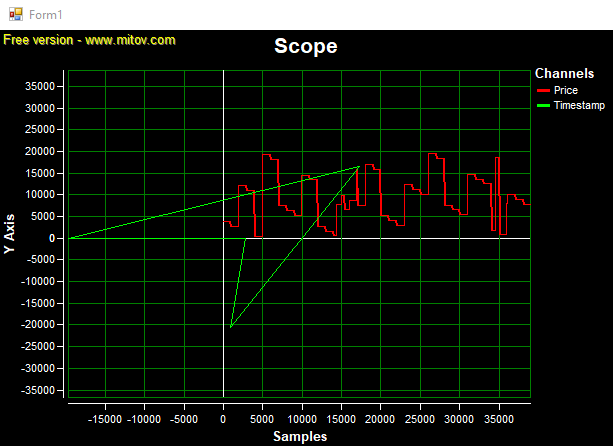 Form1
Free version - www.mitov.com
Scope
Channels
Price
Timestamp
Y Axis
35000
30000
25000
20000
15000
10000
5000
0
-5000
-10000
-15000
-20000
-25000
-30000
-35000
-15000 -10000 -5000 0 5000 10000 15000 20000 25000 30000 35000
Samples